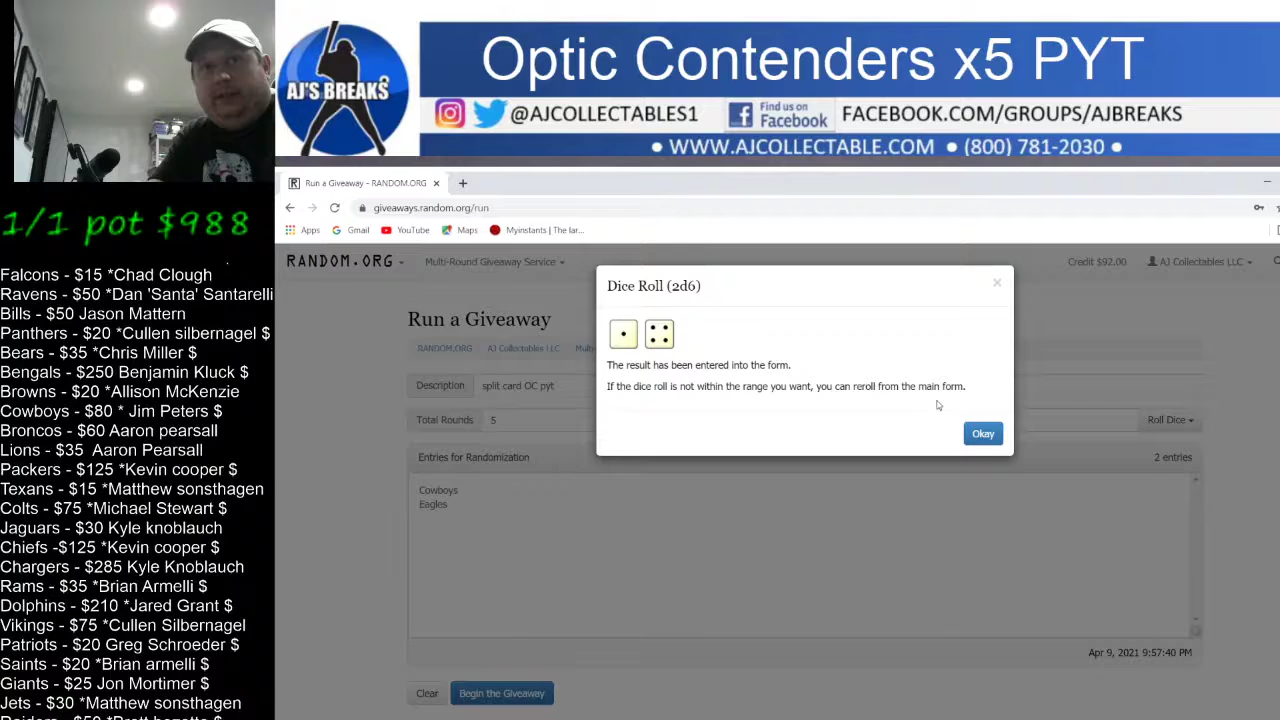 Optic Contenders x5 PYT
AJ'S BREAKS
@AJCOLLECTABLES1
Find us on Facebook
FACEBOOK.COM/GROUPS/AJBREAKS
• WWW.AJCOLLECTABLE.COM • (800) 781-2030 •
1/1 pot $988
Falcons - $15 *Chad Clough
Ravens - $50 *Dan 'Santa' Santarelli
Bills - $50 Jason Mattern
Panthers - $20 *Cullen silbernagel $
Bears - $35 *Chris Miller $
Bengals - $250 Benjamin Kluck $
Browns - $20 *Allison McKenzie
Cowboys - $80 * Jim Peters $
Broncos - $60 Aaron pearsall
Lions - $35 Aaron Pearsall
Packers - $125 *Kevin cooper $
Texans - $15 *Matthew sonsthagen
Colts - $75 *Michael Stewart $
Jaguars - $30 Kyle knoblauch
Chiefs -$125 *Kevin cooper $
Chargers - $285 Kyle Knoblauch
Rams - $35 *Brian Armelli $
Dolphins - $210 *Jared Grant $
Vikings - $75 *Cullen Silbernagel
Patriots - $20 Greg Schroeder $
Saints - $20 *Brian armelli $
Giants - $25 Jon Mortimer $
Jets - $30 *Matthew sonsthagen
Run a Giveaway - RANDOM.ORG
giveaways.random.org/run
Apps Gmail YouTube Maps Myinstants | The lar...
RANDOM.ORG Multi-Round Giveaway Service Credit $92.00 AJ Collectables LLC
Run a Giveaway
RANDOM.ORG AJ Collectables LLC Mult
Dice Roll (2d6)
The result has been entered into the form.
If the dice roll is not within the range you want, you can reroll from the main form.
Okay
Description split card OC pyt
Total Rounds 5 Roll Dice
Entries for Randomization 2 entries
Cowboys
Eagles
Apr 9, 2021 9:57:40 PM
Clear Begin the Giveaway